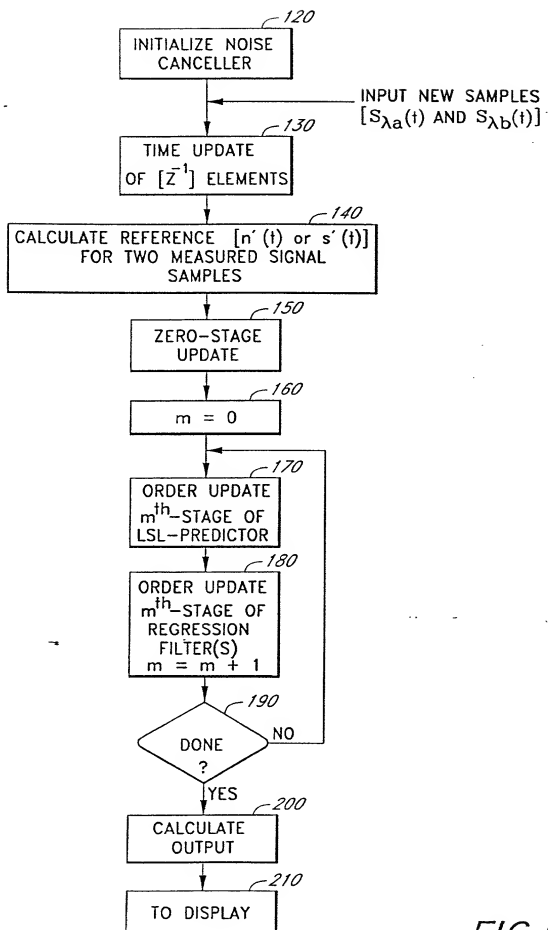 120
INITIALIZE NOISE
CANCELLER
INPUT NEW SAMPLES
[Sλa(t) AND Sλb(t)]
130
TIME UPDATE
OF [Z⁻¹] ELEMENTS
140
CALCULATE REFERENCE [n′(t) or s′(t)]
FOR TWO MEASURED SIGNAL
SAMPLES
150
ZERO-STAGE
UPDATE
160
m = 0
170
ORDER UPDATE
mth-STAGE OF
LSL-PREDICTOR
180
ORDER UPDATE
mth-STAGE OF
REGRESSION
FILTER(S)
m = m + 1
190
DONE
?
NO
YES
200
CALCULATE
OUTPUT
210
TO DISPLAY